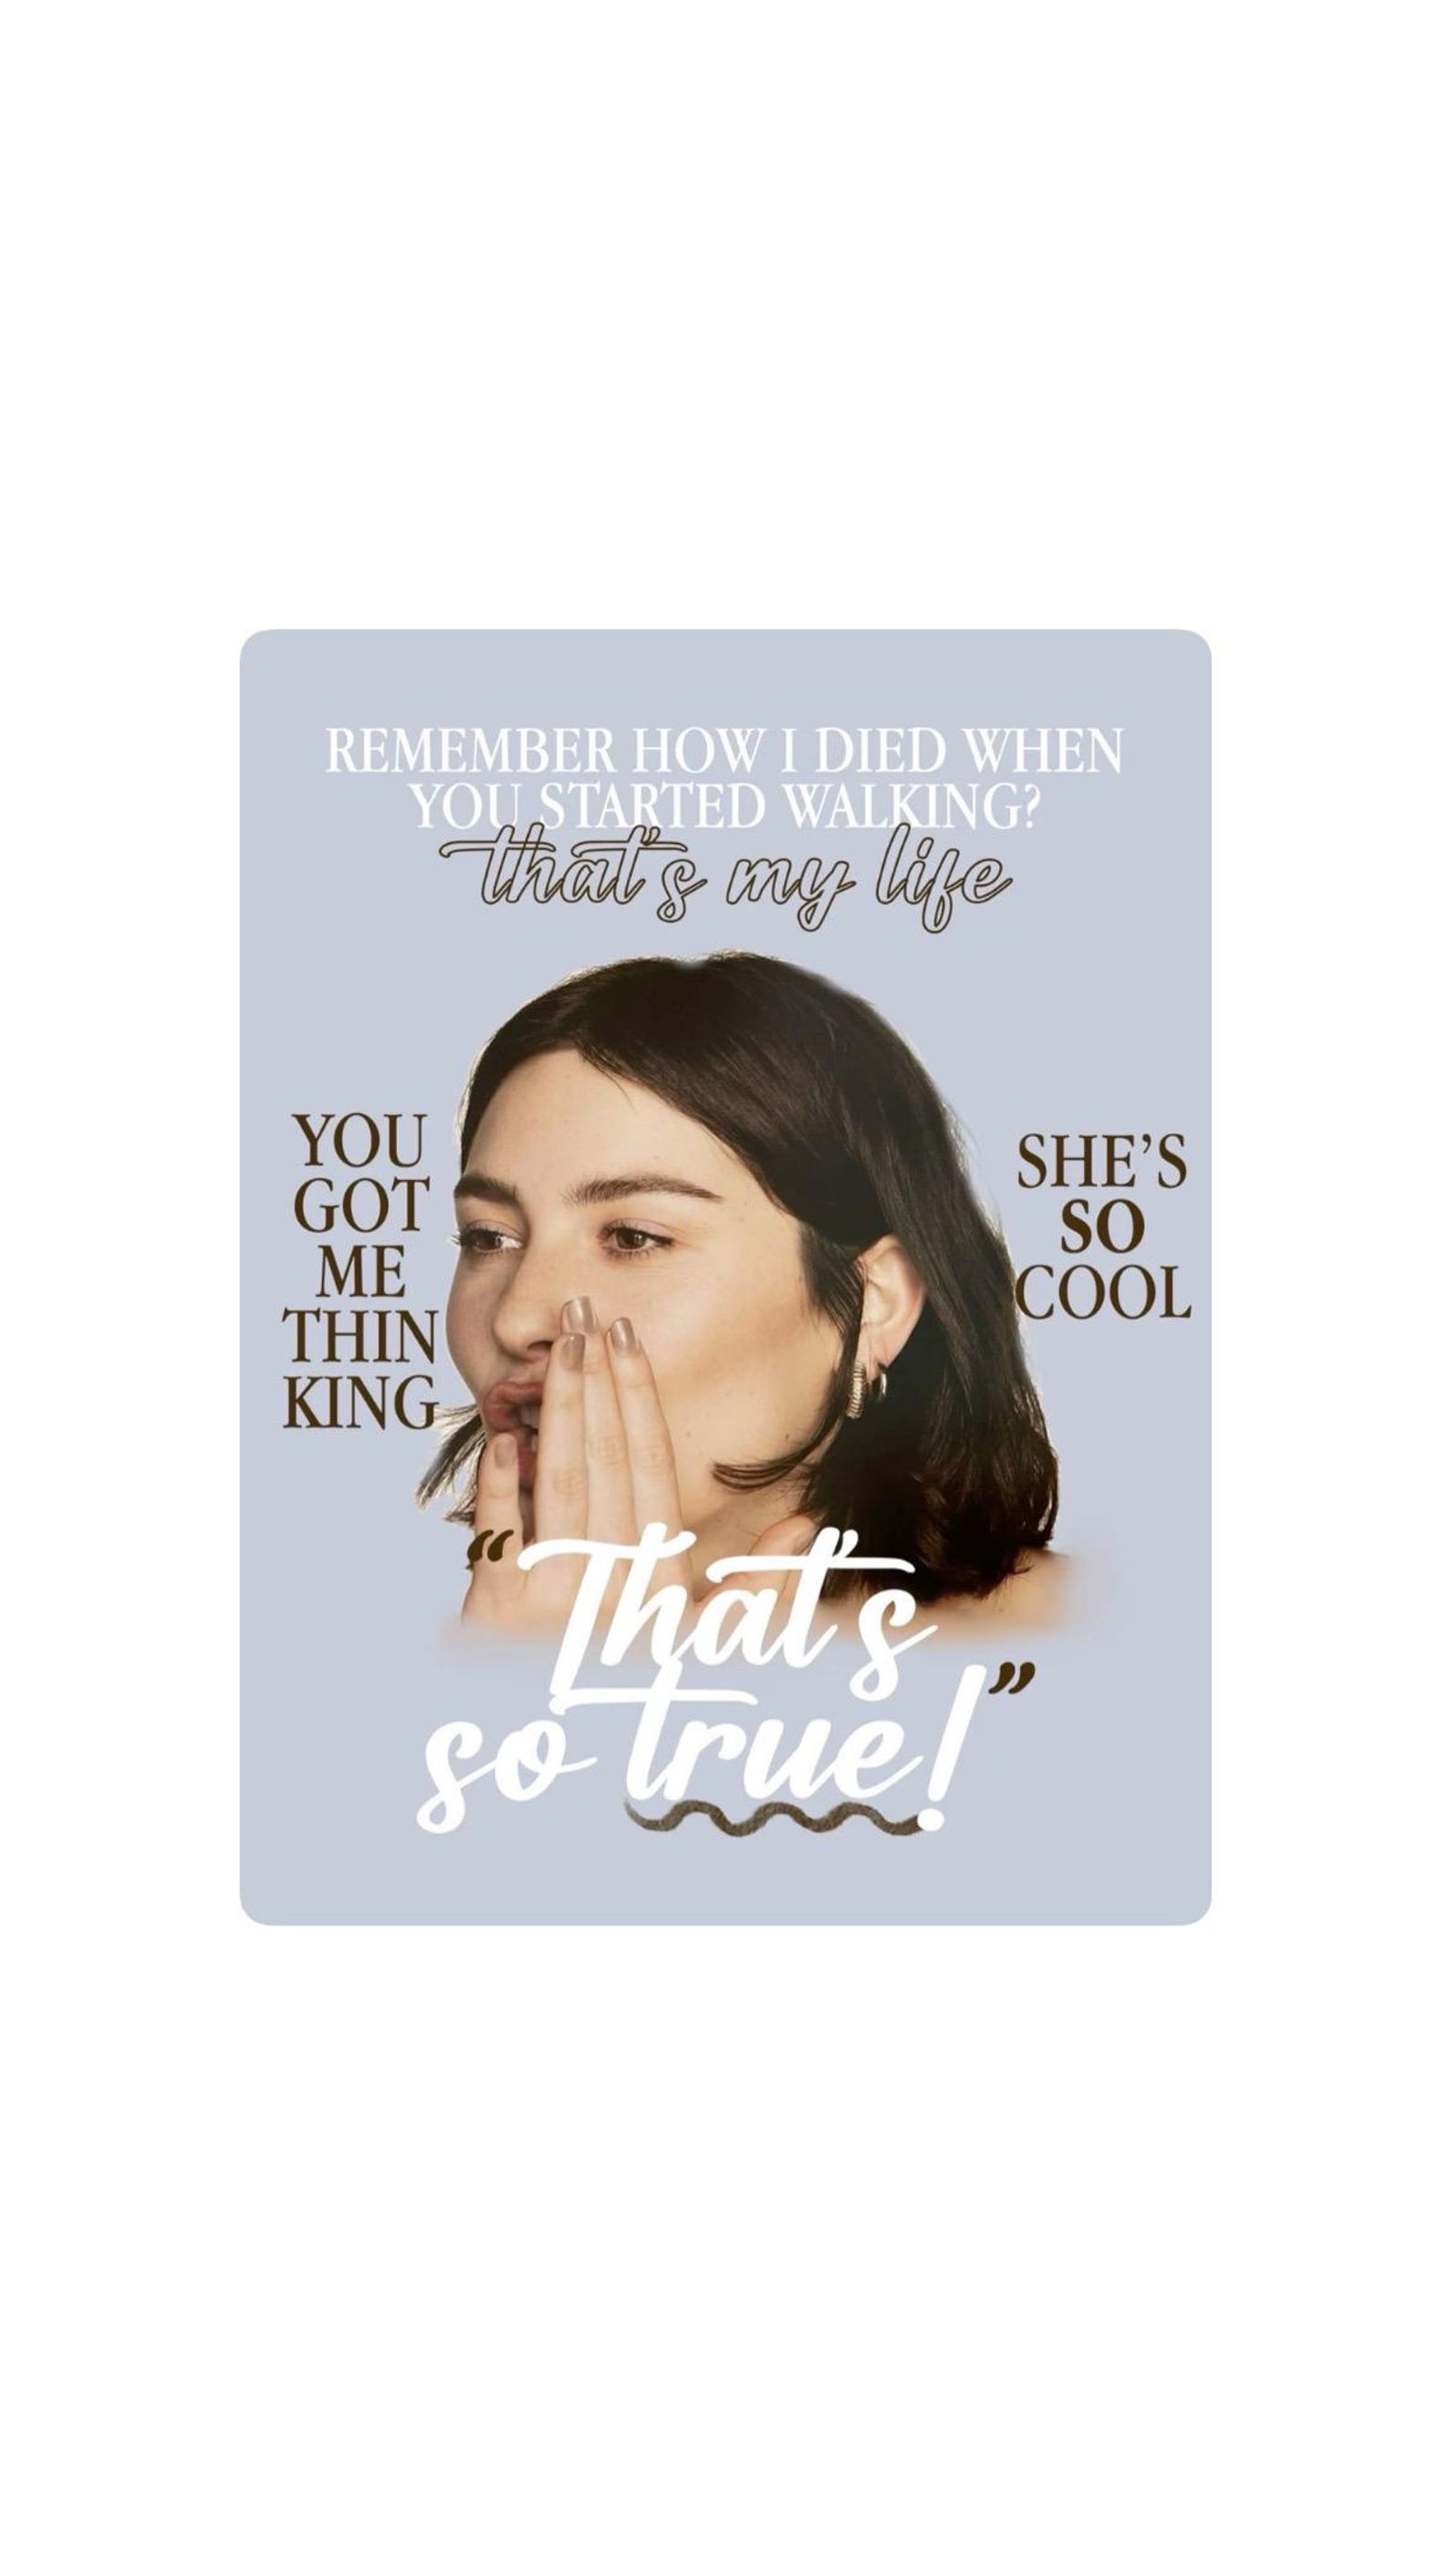 REMEMBER HOW I DIED WHEN
YOU STARTED WALKING?
that's my life
YOU
GOT
ME
THIN
KING
SHE’S
SO
COOL
“That's
so true!”